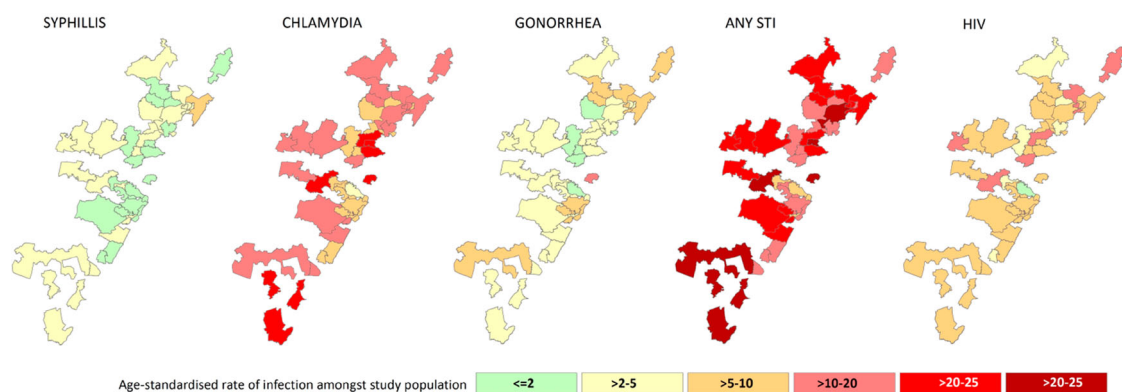 SYPHILLIS CHLAMYDIA GONORRHEA ANY STI HIV
Age-standardised rate of infection amongst study population <=2 >2-5 >5-10 >10-20 >20-25 >20-25